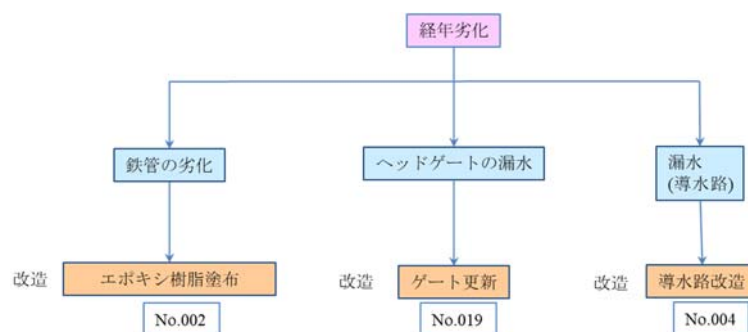 経年劣化
鉄管の劣化
ヘッドゲートの漏水
漏水
(導水路)
改造
エポキシ樹脂塗布
改造
ゲート更新
改造
導水路改造
No.002
No.019
No.004